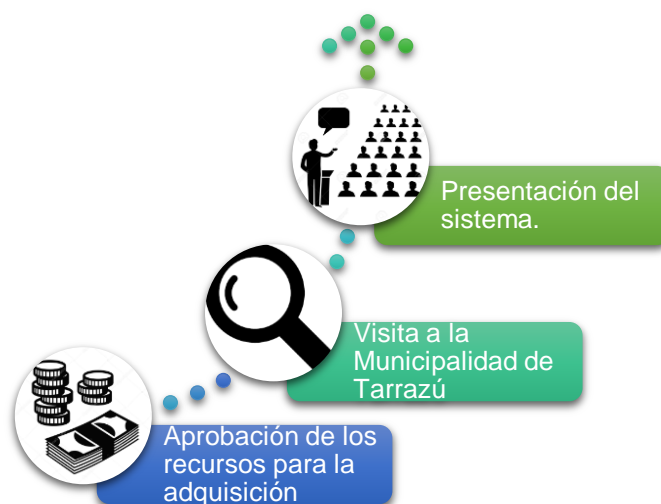 Presentación del
sistema.
Visita a la
Municipalidad de
Tarrazú
Aprobación de los
recursos para la
adquisición